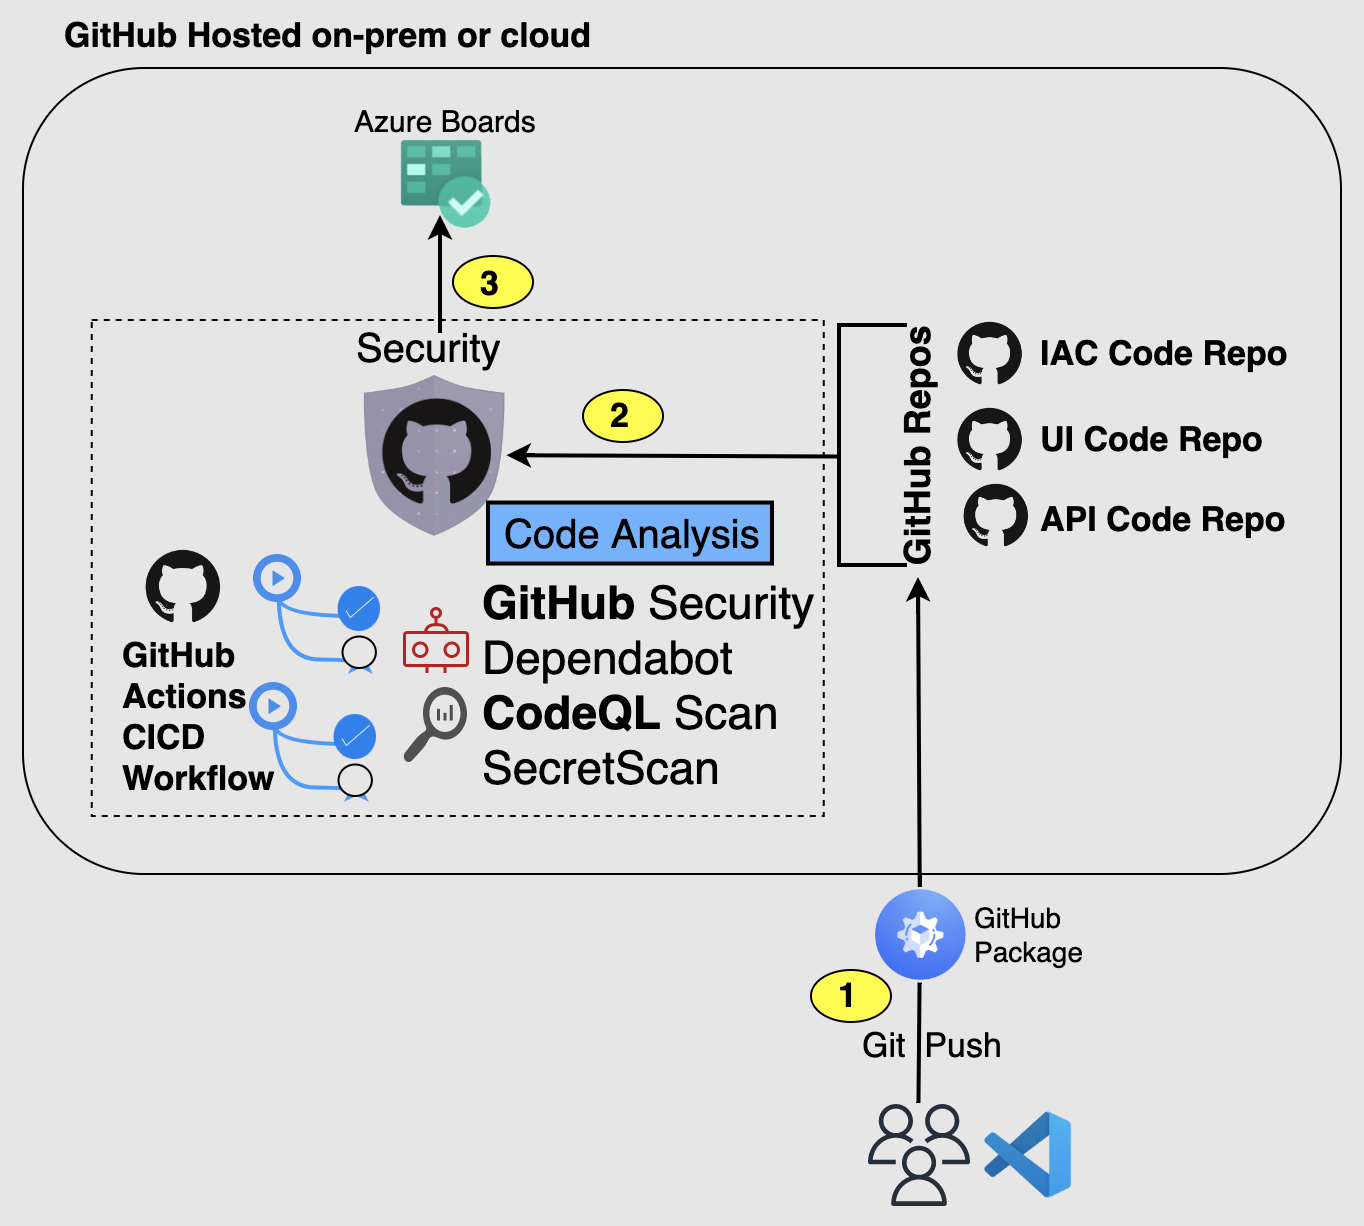 GitHub Hosted on-prem or cloud
Azure Boards
3
Security
2
Code Analysis
GitHub Repos
IAC Code Repo
UI Code Repo
API Code Repo
GitHub
Actions
CICD
Workflow
GitHub Security
Dependabot
CodeQL Scan
SecretScan
GitHub
Package
1
Git Push